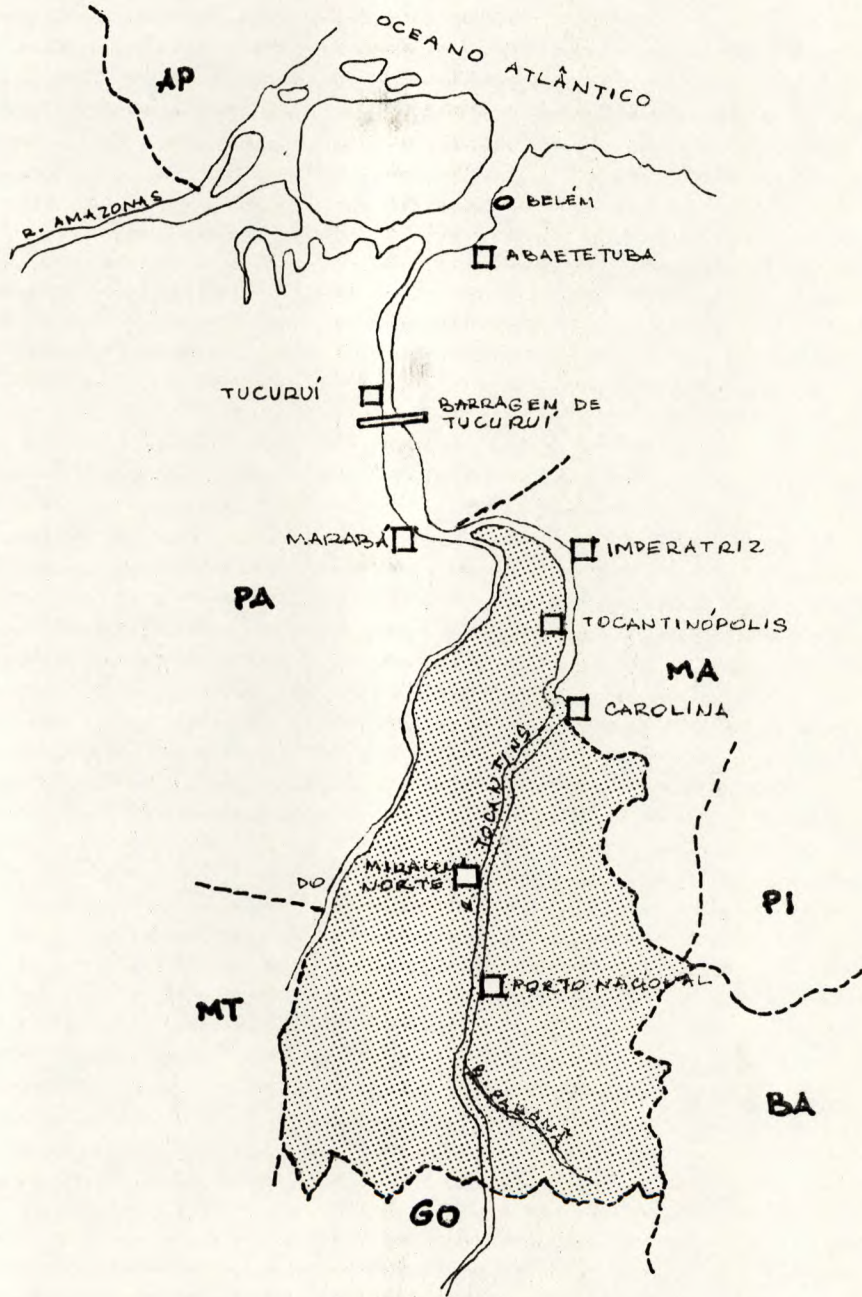 OCEANO ATLÂNTICO
AP
R. AMAZONAS
BELÉM
ABAETETUBA
TUCURUÍ
BARRAGEM DE
TUCURUÍ
MARABÁ
IMPERATRIZ
PA
TOCANTINÓPOLIS
MA
CAROLINA
TOCANTINS
DO
NORTE
R.
PI
PORTO NACIONAL
MT
R. PARANÃ
BA
GO